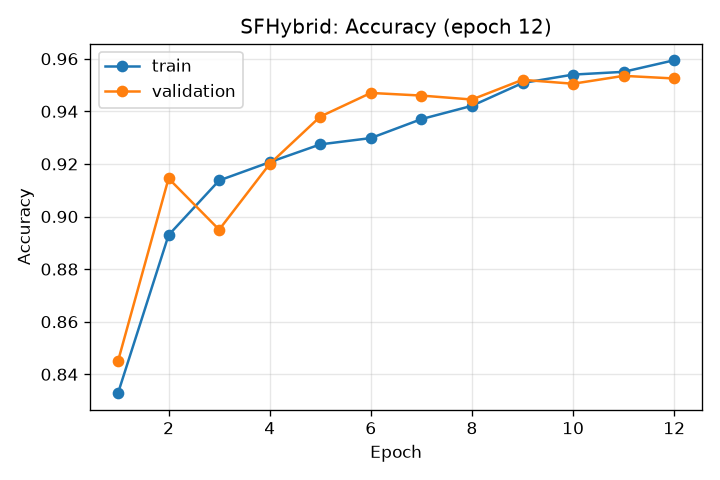 SFHybrid: Accuracy (epoch 12)
train
validation
Accuracy
0.96
0.94
0.92
0.90
0.88
0.86
0.84
2 4 6 8 10 12
Epoch